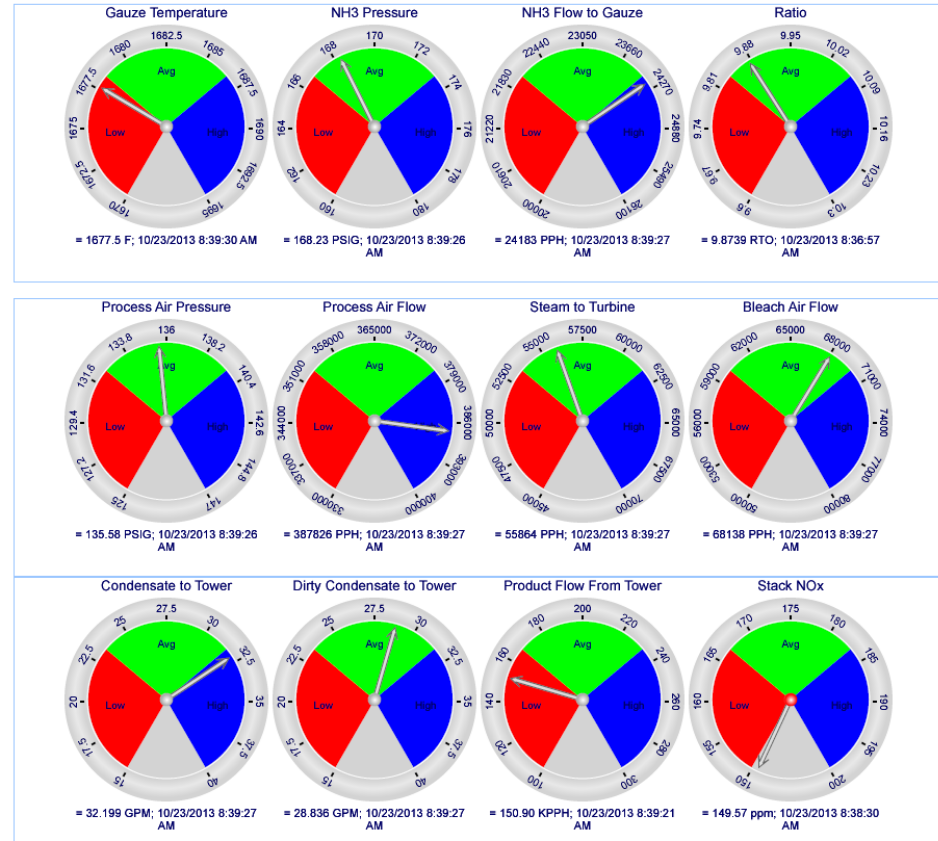 Gauze Temperature
1670
1672.5
1675
1677.5
1680
1682.5
1685
1687.5
1690
1692.5
1695
Low
Avg
High
= 1677.5 F; 10/23/2013 8:39:30 AM
NH3 Pressure
160
162
164
166
168
170
172
174
176
178
180
Low
Avg
High
= 168.23 PSIG; 10/23/2013 8:39:26
AM
NH3 Flow to Gauze
20000
20610
21220
21830
22440
23050
23660
24270
24880
25490
26100
Low
Avg
High
= 24183 PPH; 10/23/2013 8:39:27
AM
Ratio
9.6
9.67
9.74
9.81
9.88
9.95
10.02
10.09
10.16
10.23
10.3
Low
Avg
High
= 9.8739 RTO; 10/23/2013 8:36:57
AM
Process Air Pressure
125
127.2
129.4
131.6
133.8
136
138.2
140.4
142.6
144.8
147
Low
Avg
High
= 135.58 PSIG; 10/23/2013 8:39:26
AM
Process Air Flow
330000
337000
344000
351000
358000
365000
372000
379000
386000
393000
400000
Low
Avg
High
= 387826 PPH; 10/23/2013 8:39:27
AM
Steam to Turbine
45000
47500
50000
52500
55000
57500
60000
62500
65000
67500
70000
Low
Avg
High
= 55864 PPH; 10/23/2013 8:39:27
AM
Bleach Air Flow
50000
53000
56000
59000
62000
65000
68000
71000
74000
77000
80000
Low
Avg
High
= 68138 PPH; 10/23/2013 8:39:27
AM
Condensate to Tower
15
17.5
20
22.5
25
27.5
30
32.5
35
37.5
40
Low
Avg
High
= 32.199 GPM; 10/23/2013 8:39:27
AM
Dirty Condensate to Tower
15
17.5
20
22.5
25
27.5
30
32.5
35
37.5
40
Low
Avg
High
= 28.836 GPM; 10/23/2013 8:39:27
AM
Product Flow From Tower
100
120
140
160
180
200
220
240
260
280
300
Low
Avg
High
= 150.90 KPPH; 10/23/2013 8:39:21
AM
Stack NOx
150
155
160
165
170
175
180
185
190
195
200
Low
Avg
High
= 149.57 ppm; 10/23/2013 8:38:30
AM